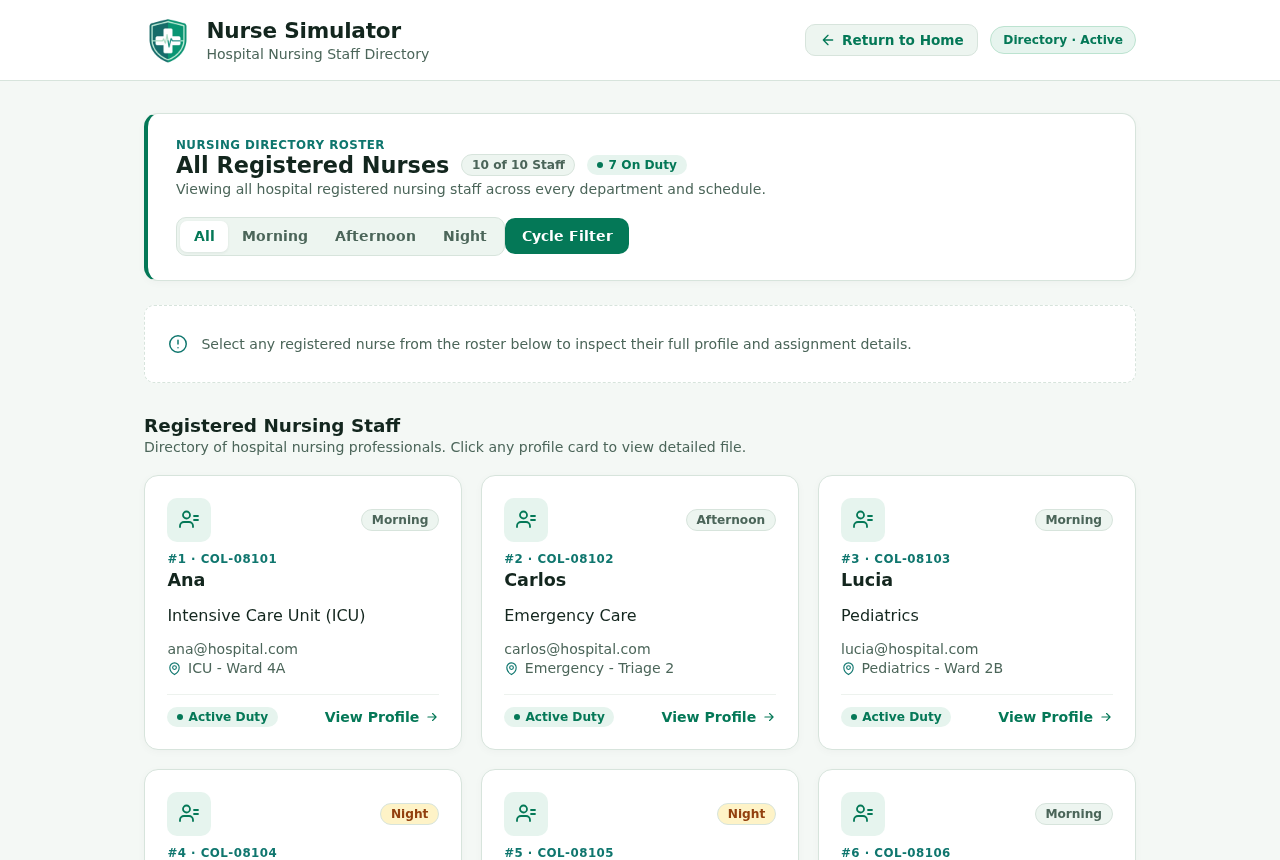 Nurse Simulator
Hospital Nursing Staff Directory
Return to Home
Directory · Active
NURSING DIRECTORY ROSTER
All Registered Nurses
10 of 10 Staff
7 On Duty
Viewing all hospital registered nursing staff across every department and schedule.
All
Morning
Afternoon
Night
Cycle Filter
Select any registered nurse from the roster below to inspect their full profile and assignment details.
Registered Nursing Staff
Directory of hospital nursing professionals. Click any profile card to view detailed file.
Morning
#1 · COL-08101
Ana
Intensive Care Unit (ICU)
ana@hospital.com
ICU - Ward 4A
Active Duty
View Profile →
Afternoon
#2 · COL-08102
Carlos
Emergency Care
carlos@hospital.com
Emergency - Triage 2
Active Duty
View Profile →
Morning
#3 · COL-08103
Lucia
Pediatrics
lucia@hospital.com
Pediatrics - Ward 2B
Active Duty
View Profile →
Night
#4 · COL-08104
Night
#5 · COL-08105
Morning
#6 · COL-08106